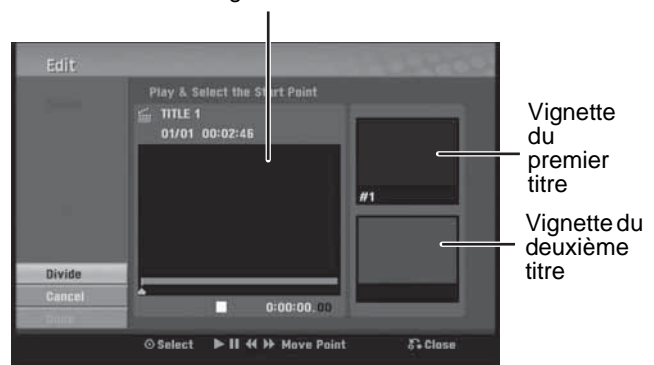 Edit
Play & Select the Start Point
TITLE 1
01/01 00:02:46
#1
Divide
Cancel
Done
0:00:00.00
Select
Move Point
Close
Vignette
du
premier
titre
Vignette du
deuxième
titre